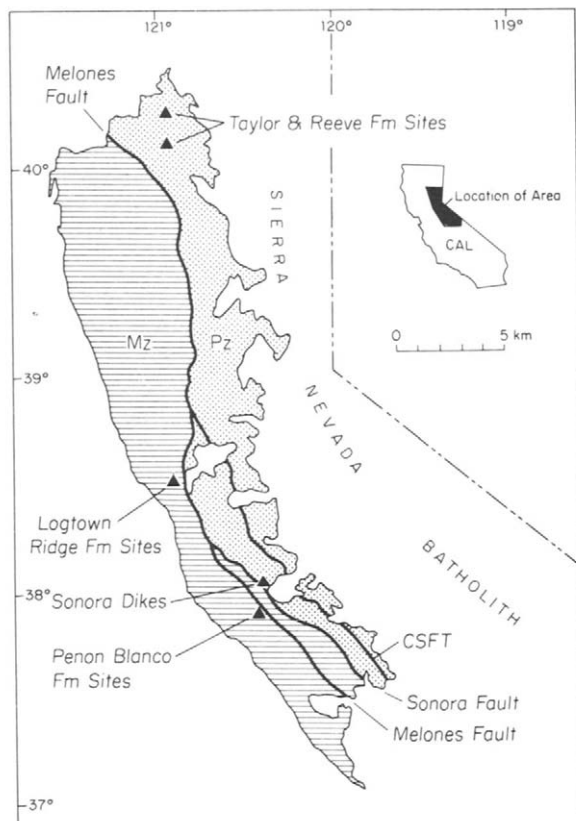 121°
120°
119°
Melones
Fault
Taylor & Reeve Fm Sites
40°
SIERRA
Location of Area
CAL
0 5 km
Mz
Pz
39°
NEVADA
Logtown
Ridge Fm Sites
BATHOLITH
38°
Sonora Dikes
CSFT
Penon Blanco
Fm Sites
Sonora Fault
Melones Fault
37°